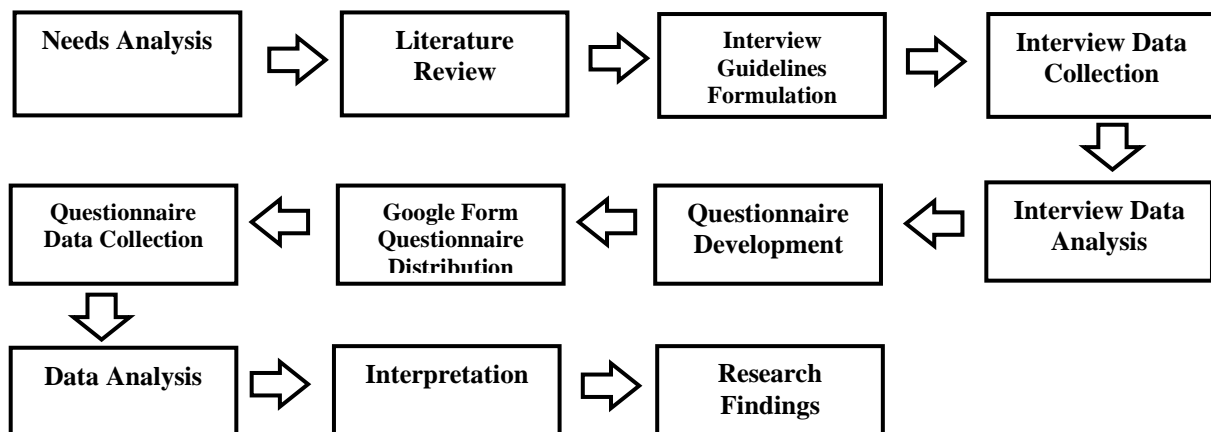 Needs Analysis
Literature
Review
Interview
Guidelines
Formulation
Interview Data
Collection
Questionnaire
Data Collection
Google Form
Questionnaire
Distribution
Questionnaire
Development
Interview Data
Analysis
Data Analysis
Interpretation
Research
Findings